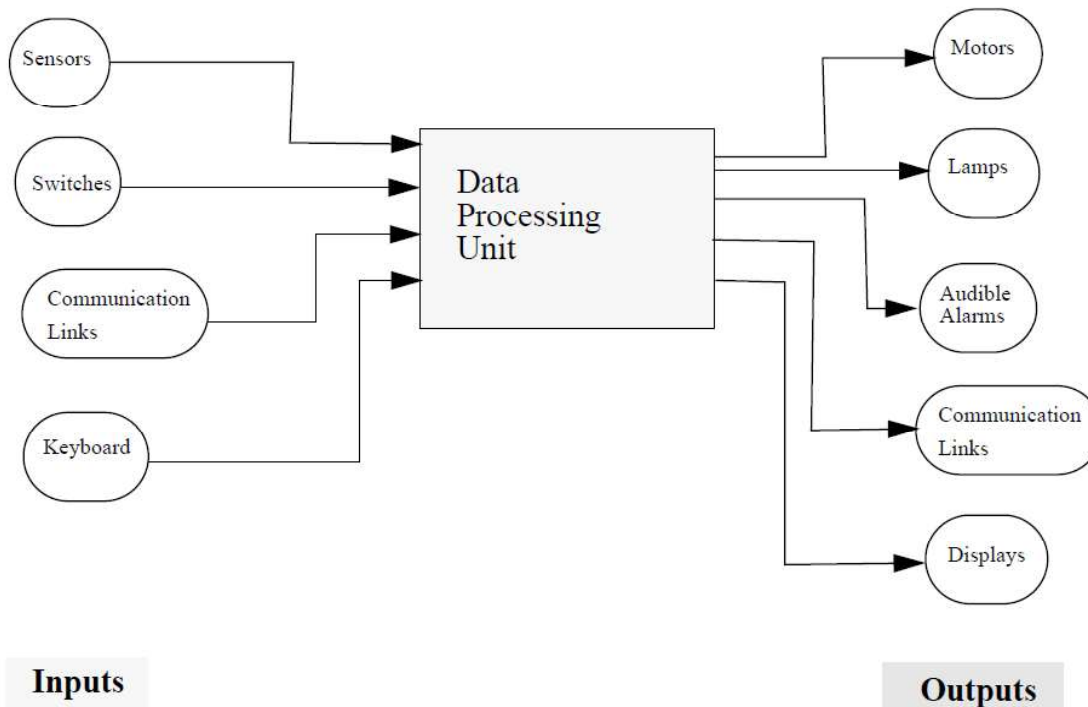 Sensors
Switches
Communication
Links
Keyboard
Data
Processing
Unit
Motors
Lamps
Audible
Alarms
Communication
Links
Displays
Inputs
Outputs